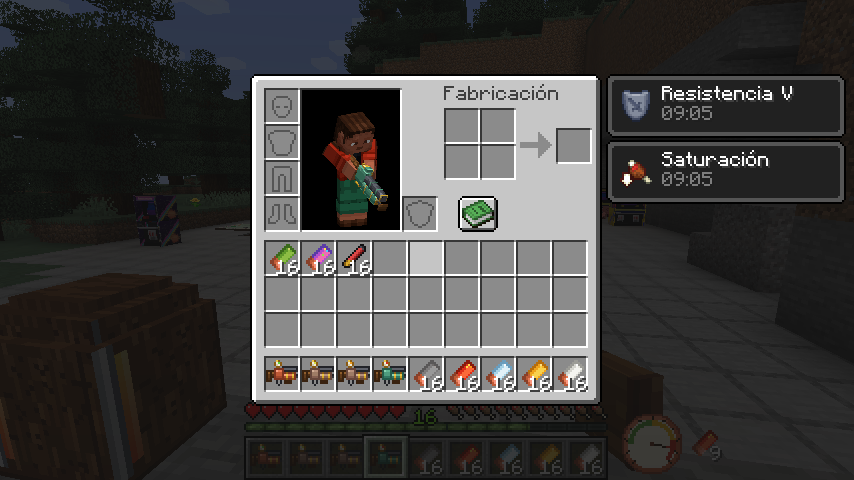 Fabricación
Resistencia V
09:05
Saturación
09:05
16 16 16
16 16 16 16 16
16
16 16 16 16 16
9